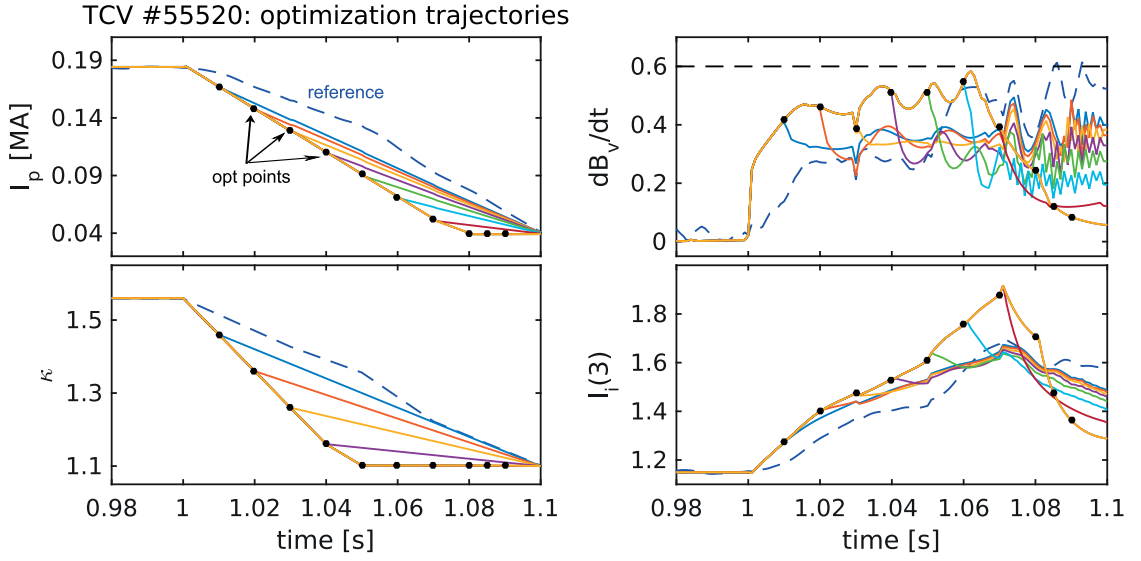 TCV #55520: optimization trajectories
0.19
0.14
0.09
0.04
Ip [MA]
reference
opt points
0.6
0.4
0.2
0
dBv/dt
1.5
1.3
1.1
κ
0.98 1 1.02 1.04 1.06 1.08 1.1
time [s]
1.8
1.6
1.4
1.2
li(3)
0.98 1 1.02 1.04 1.06 1.08 1.1
time [s]